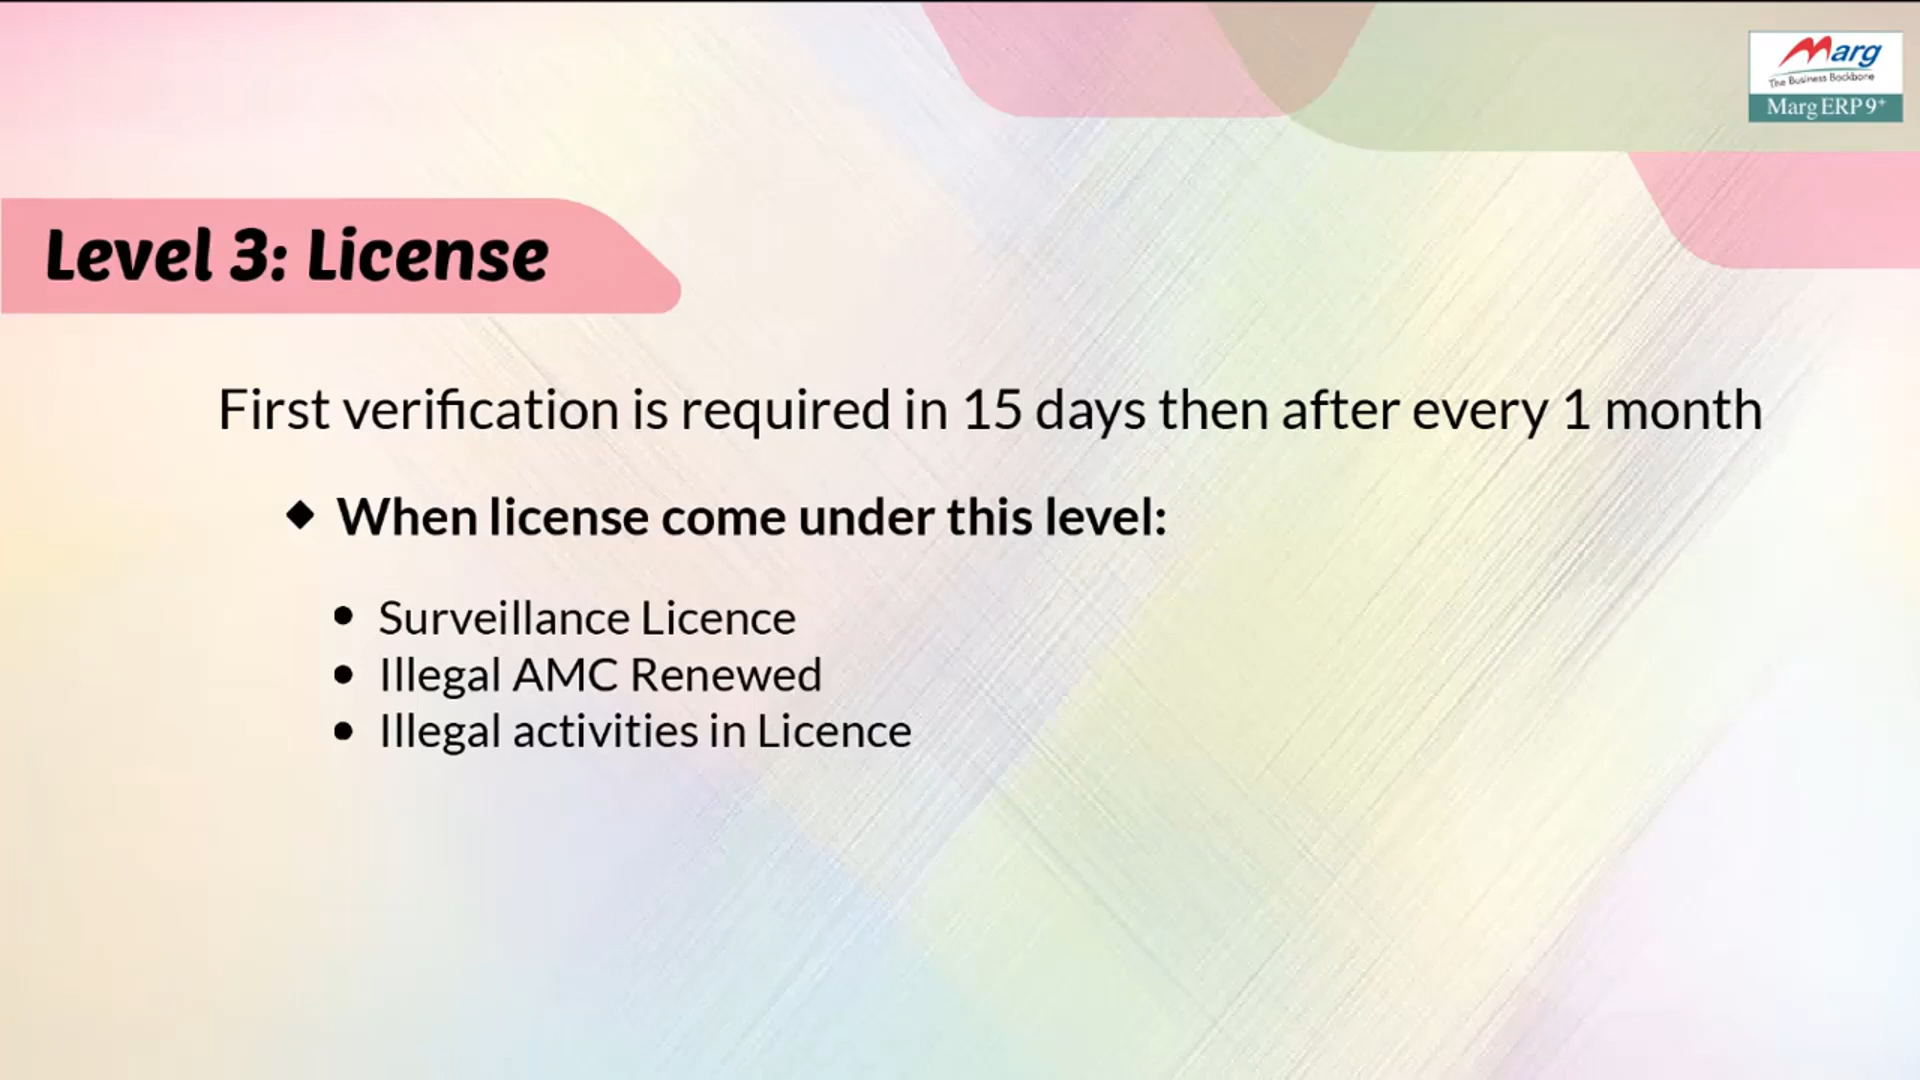 Marg
The Business Backbone
Marg ERP 9+
Level 3: License
First verification is required in 15 days then after every 1 month
When license come under this level:
Surveillance Licence
Illegal AMC Renewed
Illegal activities in Licence